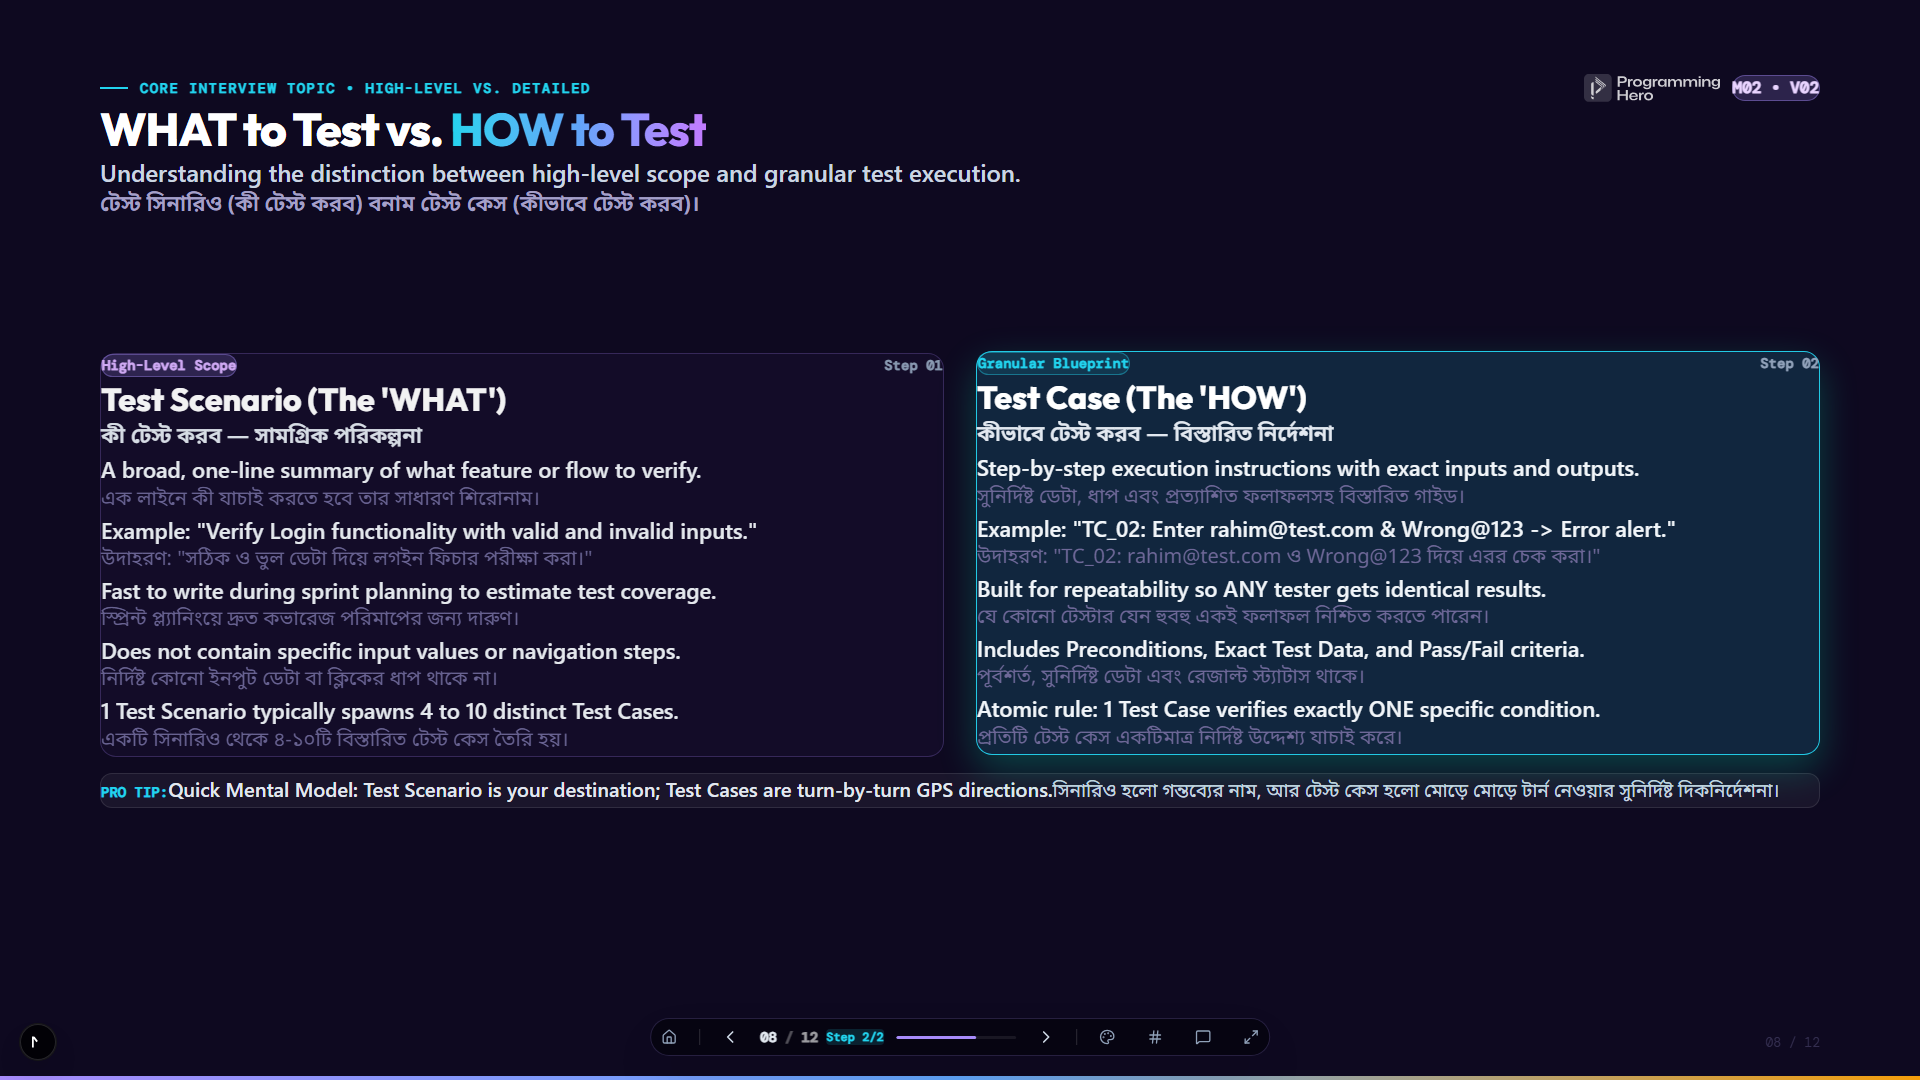 CORE INTERVIEW TOPIC • HIGH-LEVEL VS. DETAILED
Programming
Hero
M02 • V02
WHAT to Test vs. HOW to Test
Understanding the distinction between high-level scope and granular test execution.
টেস্ট সিনারিও (কী টেস্ট করব) বনাম টেস্ট কেস (কীভাবে টেস্ট করব)।
High-Level Scope
Step 01
Test Scenario (The 'WHAT')
কী টেস্ট করব — সামগ্রিক পরিকল্পনা
A broad, one-line summary of what feature or flow to verify.
এক লাইনে কী যাচাই করতে হবে তার সাধারণ শিরোনাম।
Example: "Verify Login functionality with valid and invalid inputs."
উদাহরণ: "সঠিক ও ভুল ডেটা দিয়ে লগইন ফিচার পরীক্ষা করা।"
Fast to write during sprint planning to estimate test coverage.
স্প্রিন্ট প্ল্যানিংয়ে দ্রুত কভারেজ পরিমাপের জন্য দারুণ।
Does not contain specific input values or navigation steps.
নির্দিষ্ট কোনো ইনপুট ডেটা বা ক্লিকের ধাপ থাকে না।
1 Test Scenario typically spawns 4 to 10 distinct Test Cases.
একটি সিনারিও থেকে ৪-১০টি বিস্তারিত টেস্ট কেস তৈরি হয়।
Granular Blueprint
Step 02
Test Case (The 'HOW')
কীভাবে টেস্ট করব — বিস্তারিত নির্দেশনা
Step-by-step execution instructions with exact inputs and outputs.
সুনির্দিষ্ট ডেটা, ধাপ এবং প্রত্যাশিত ফলাফলসহ বিস্তারিত গাইড।
Example: "TC_02: Enter rahim@test.com & Wrong@123 -> Error alert."
উদাহরণ: "TC_02: rahim@test.com ও Wrong@123 দিয়ে এরর চেক করা।"
Built for repeatability so ANY tester gets identical results.
যে কোনো টেস্টার যেন হুবহু একই ফলাফল নিশ্চিত করতে পারেন।
Includes Preconditions, Exact Test Data, and Pass/Fail criteria.
পূর্বশর্ত, সুনির্দিষ্ট ডেটা এবং রেজাল্ট স্ট্যাটাস থাকে।
Atomic rule: 1 Test Case verifies exactly ONE specific condition.
প্রতিটি টেস্ট কেস একটিমাত্র নির্দিষ্ট উদ্দেশ্য যাচাই করে।
PRO TIP:Quick Mental Model: Test Scenario is your destination; Test Cases are turn-by-turn GPS directions.সিনারিও হলো গন্তব্যের নাম, আর টেস্ট কেস হলো মোড়ে মোড়ে টার্ন নেওয়ার সুনির্দিষ্ট দিকনির্দেশনা।
08 / 12 Step 2/2
08 / 12